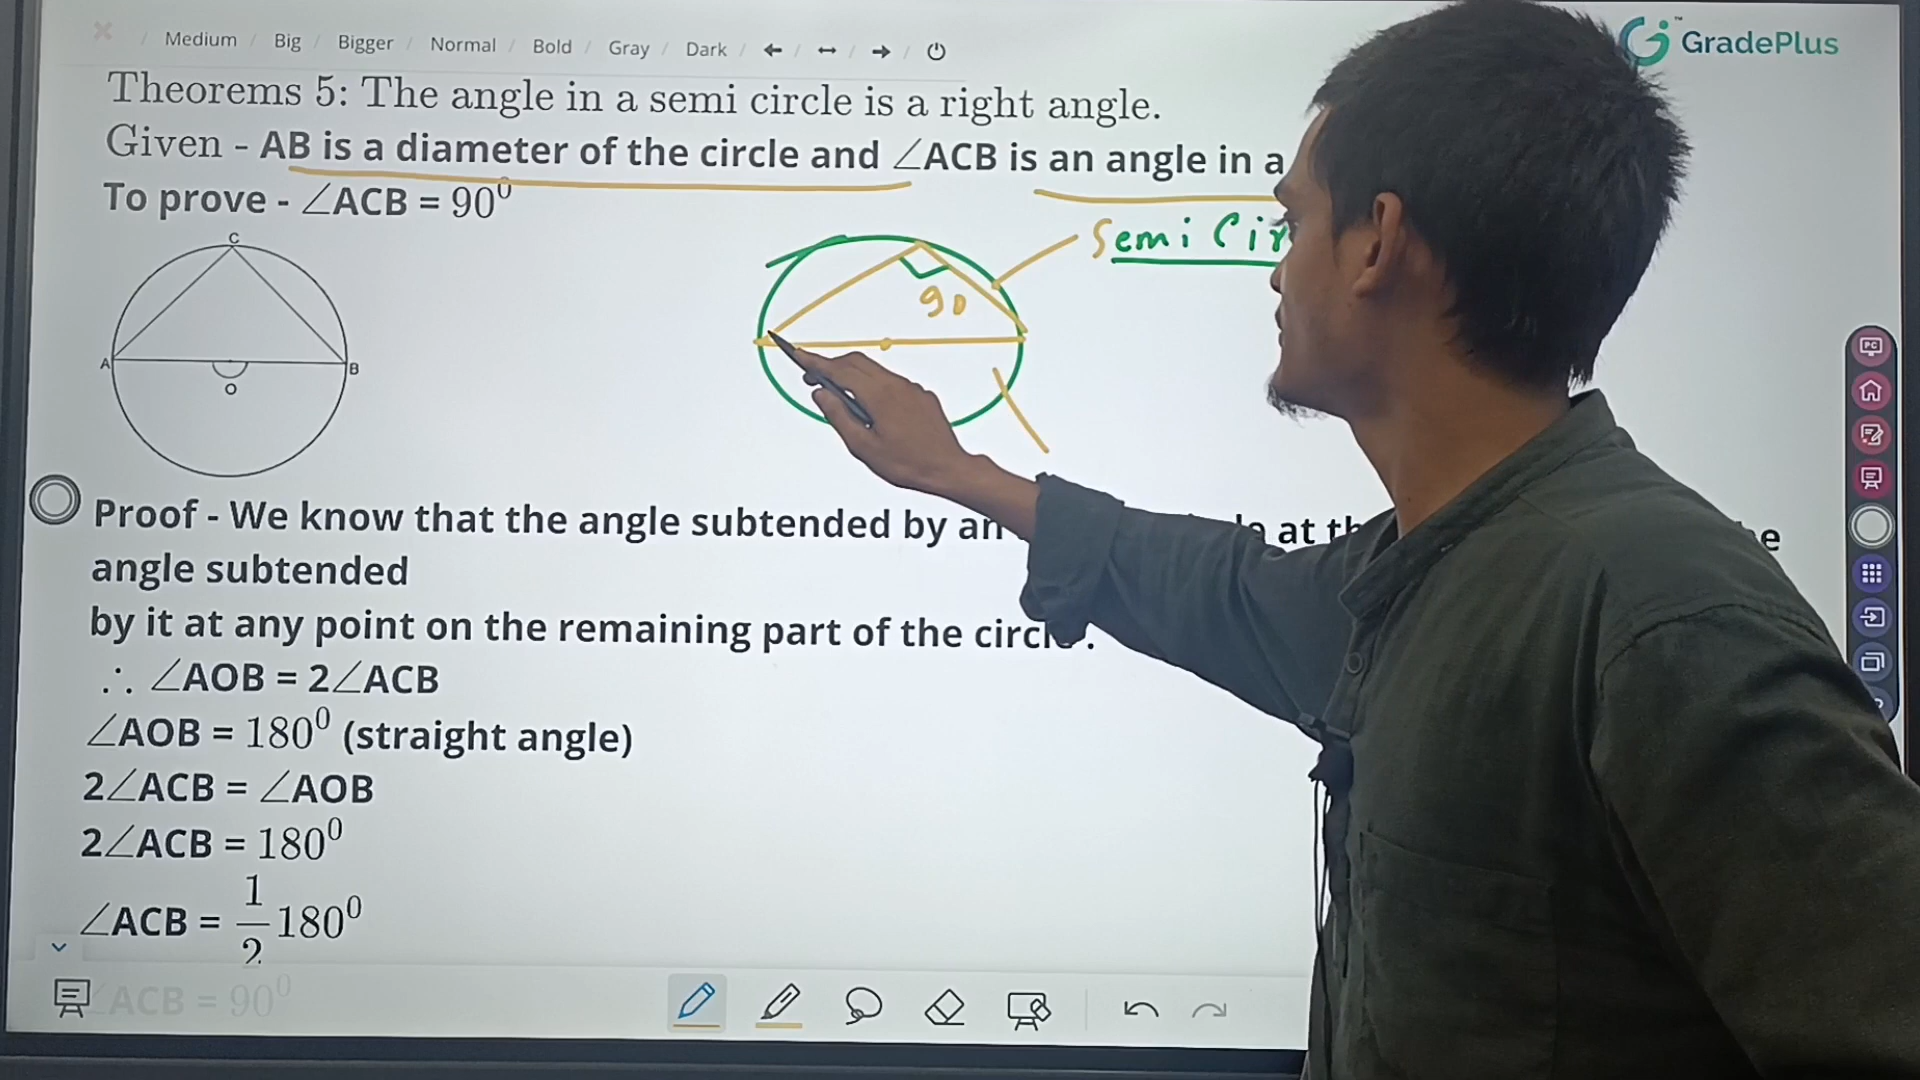 Medium / Big / Bigger / Normal / Bold / Gray / Dark
GradePlus
Theorems 5: The angle in a semi circle is a right angle.
Given - AB is a diameter of the circle and ∠ACB is an angle in a
To prove - ∠ACB = 90⁰
Semi Cir
90
C
A
B
O
Proof - We know that the angle subtended by an at
angle subtended
by it at any point on the remaining part of the circle .
∴ ∠AOB = 2∠ACB
∠AOB = 180⁰ (straight angle)
2∠ACB = ∠AOB
2∠ACB = 180⁰
∠ACB = 1/2 180⁰
∠ACB = 90⁰
PC